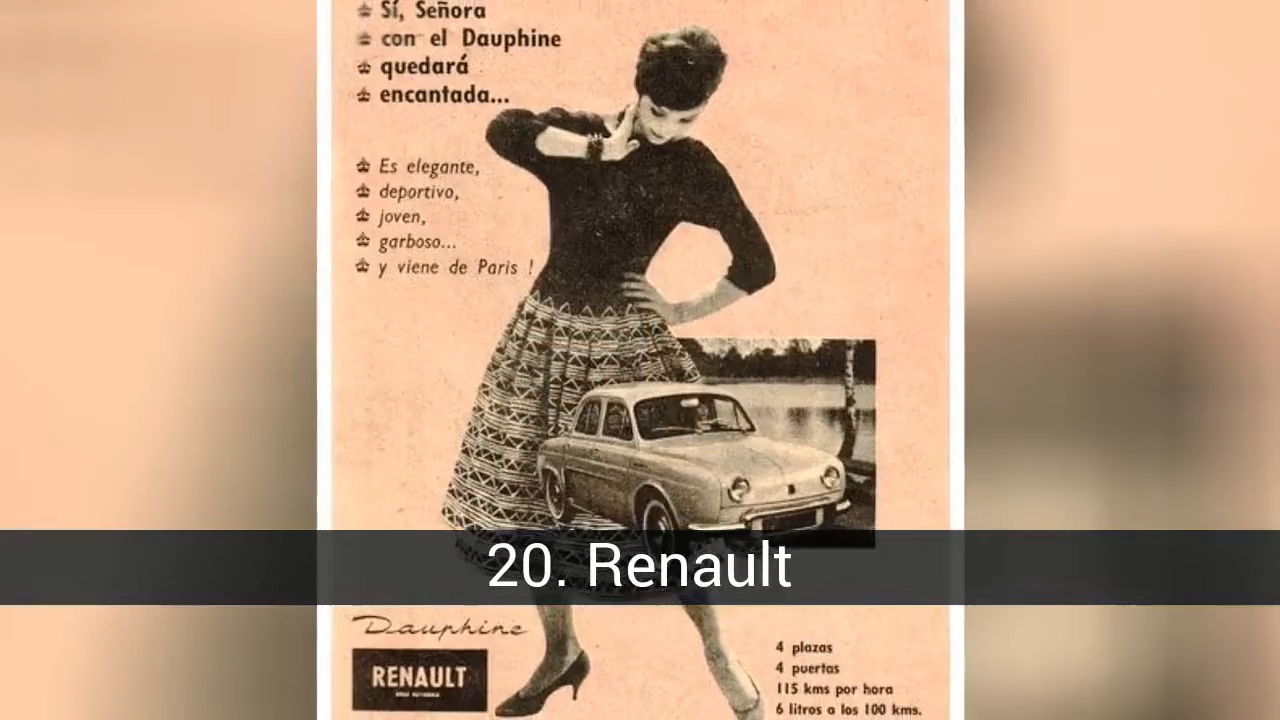 Sí, Señora
con el Dauphine
quedará
encantada...
Es elegante,
deportivo,
joven,
garboso...
y viene de Paris !
20. Renault
Dauphine
RENAULT
4 plazas
4 puertas
115 kms por hora
6 litros a los 100 kms.